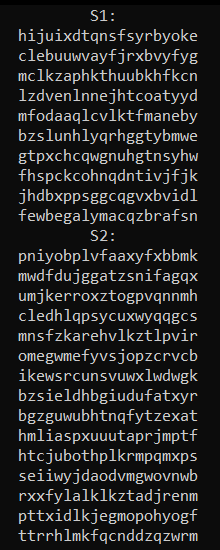 S1:
hijuixdtqnsfsyrbyoke
clebuuwvayfjrxbvyfyg
mclkzaphkthuubkhfkcn
lzdvenlnnejhtcoatyyd
mfodaaqlcvlktfmaneby
bzslunhlyqrhggtybmwe
gtpxchcqwgnuhgtnsyhw
fhspckcohnqdntivjfjk
jhdbxppsggcqgvxbvidl
fewbegalymacqzbrafsn
S2:
pniyobplvfaaxyfxbbmk
mwdfdujggatzsnifagqx
umjkerroxztogpvqnnmh
cledhlqpsycuxwyqqgcs
mnsfzkarehvlkztlpvir
omegwmefyvsjopzcrvcb
ikewsrcunsvuwxlwdwgk
bzsieldhbgiudufatxyr
bgzguwubhtnqfytzexat
hmliaspxuuutaprjmptf
htcjubothplkrmpqmxps
seiiwyjdaodvmgwovnwb
rxxfylalklkztadjrenm
pttxidlkjegmopohyogf
ttrrhlmkfqcnddzqzwrm